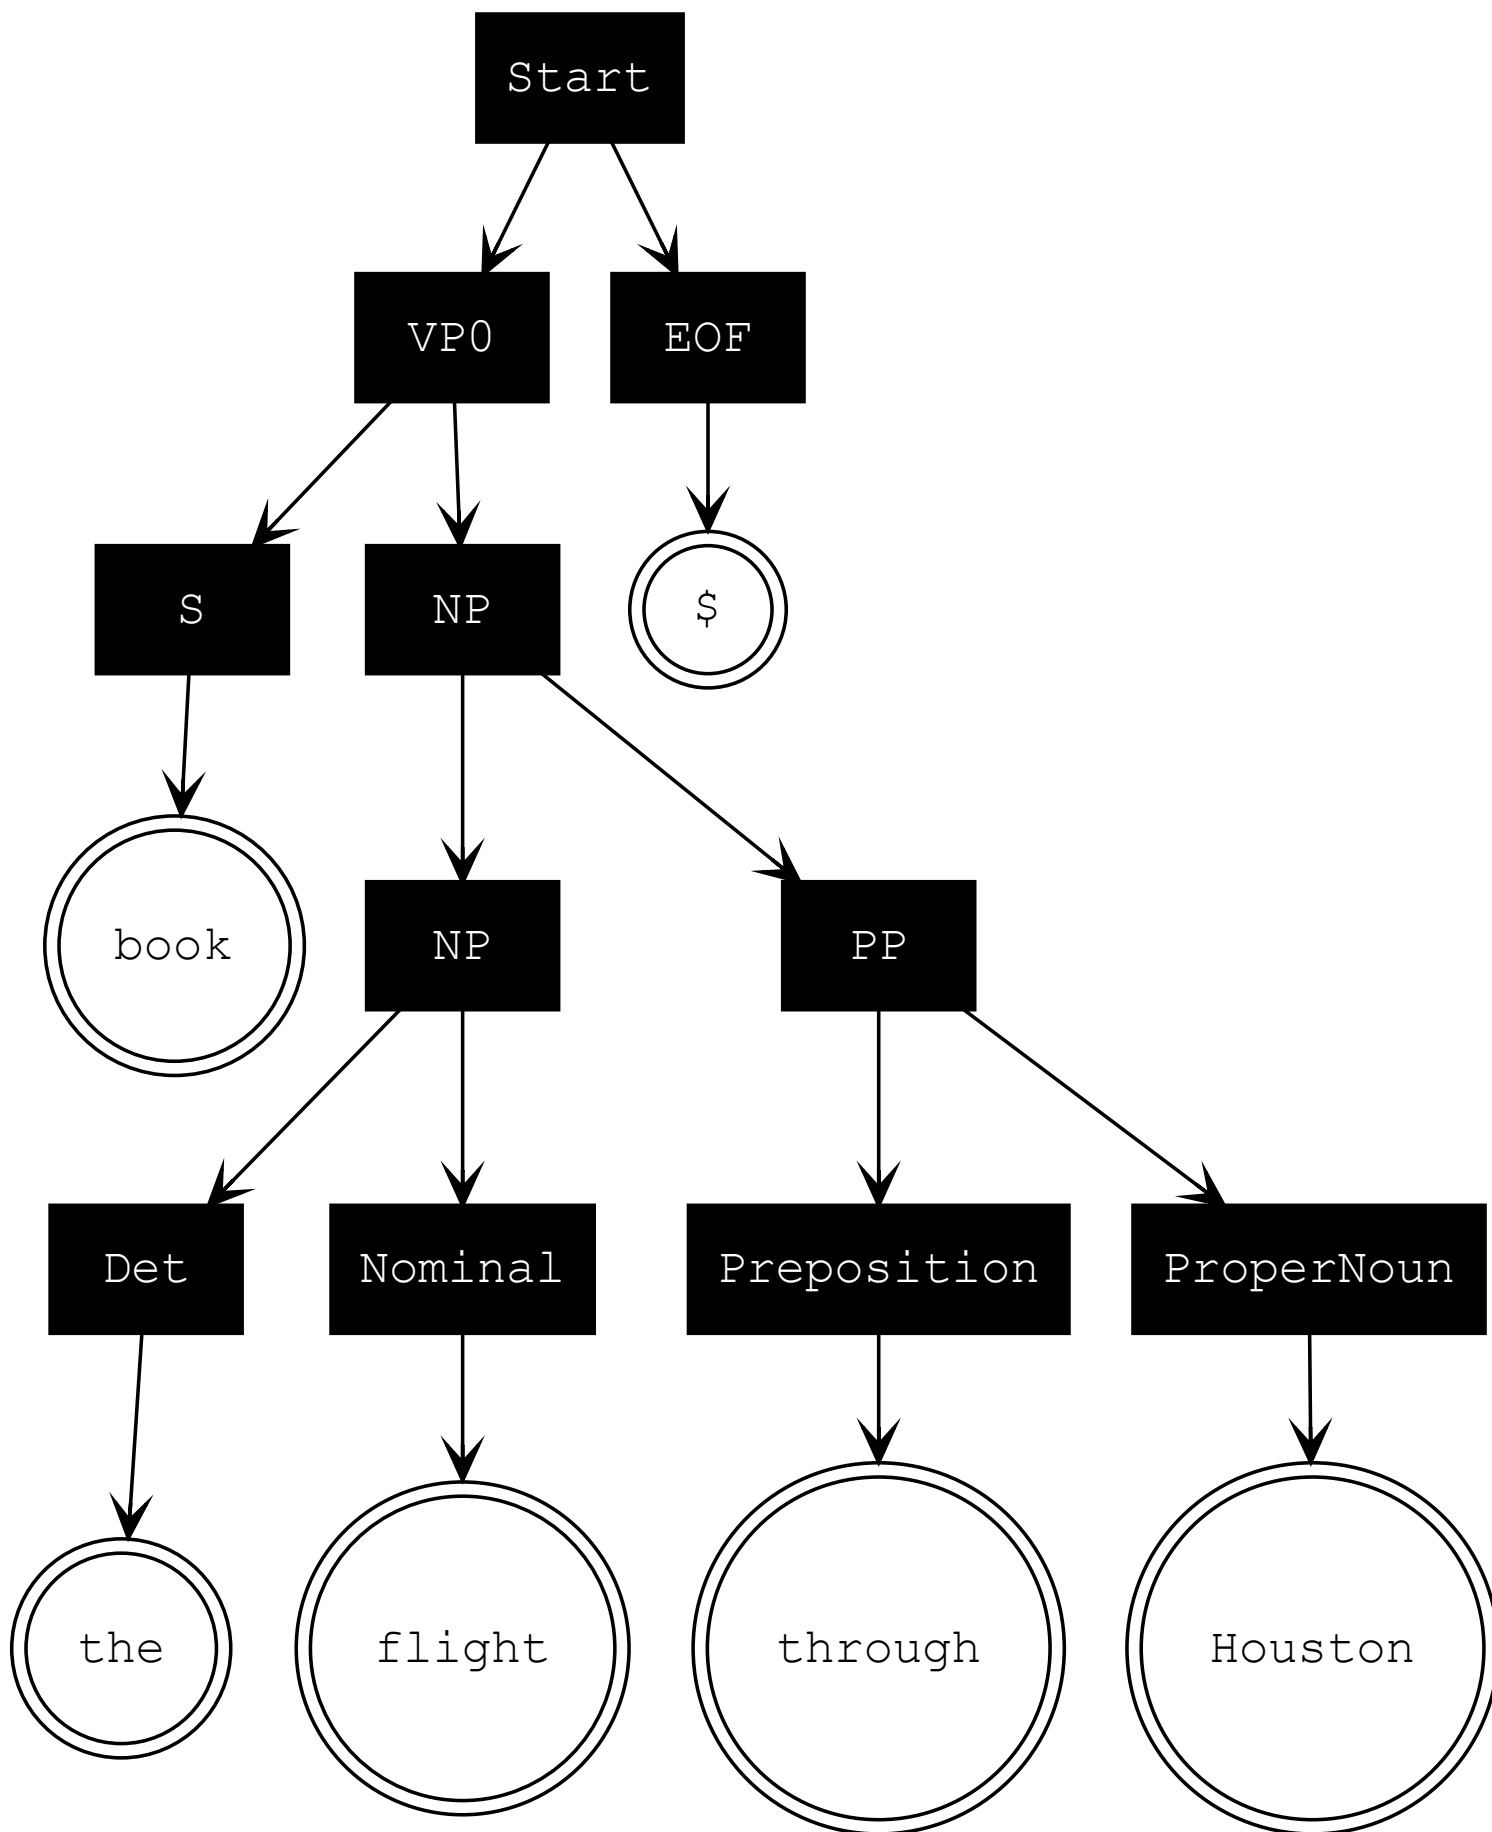 Start
VP0
EOF
S
NP
$
book
NP
PP
Det
Nominal
Preposition
ProperNoun
the
flight
through
Houston